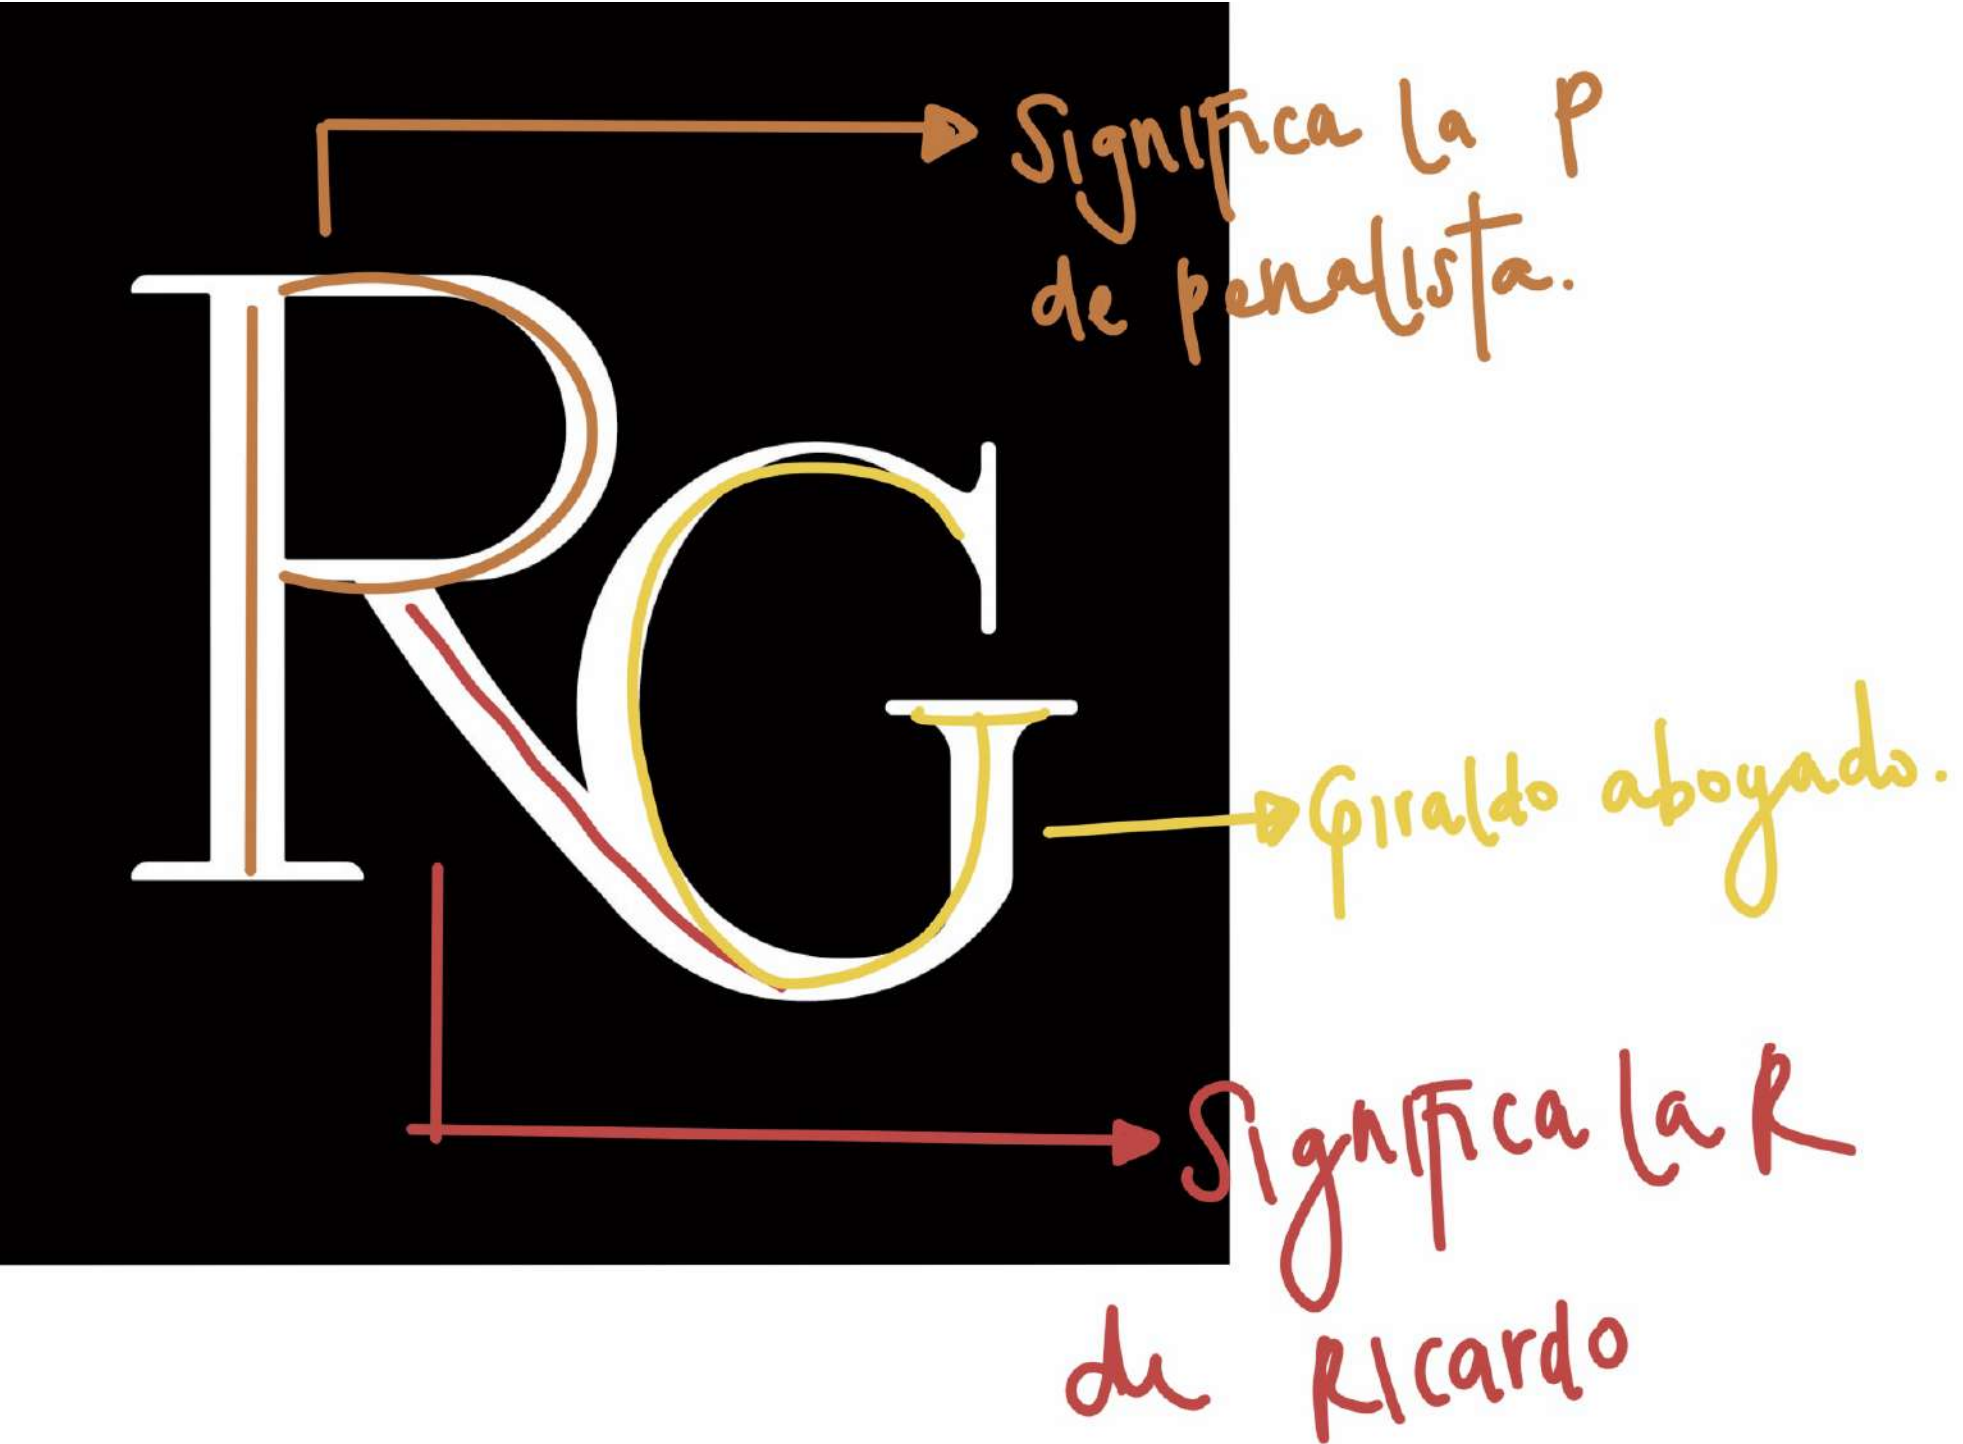 Significa la P
de penalista.
RG
Giraldo abogado.
Significa la R
de Ricardo